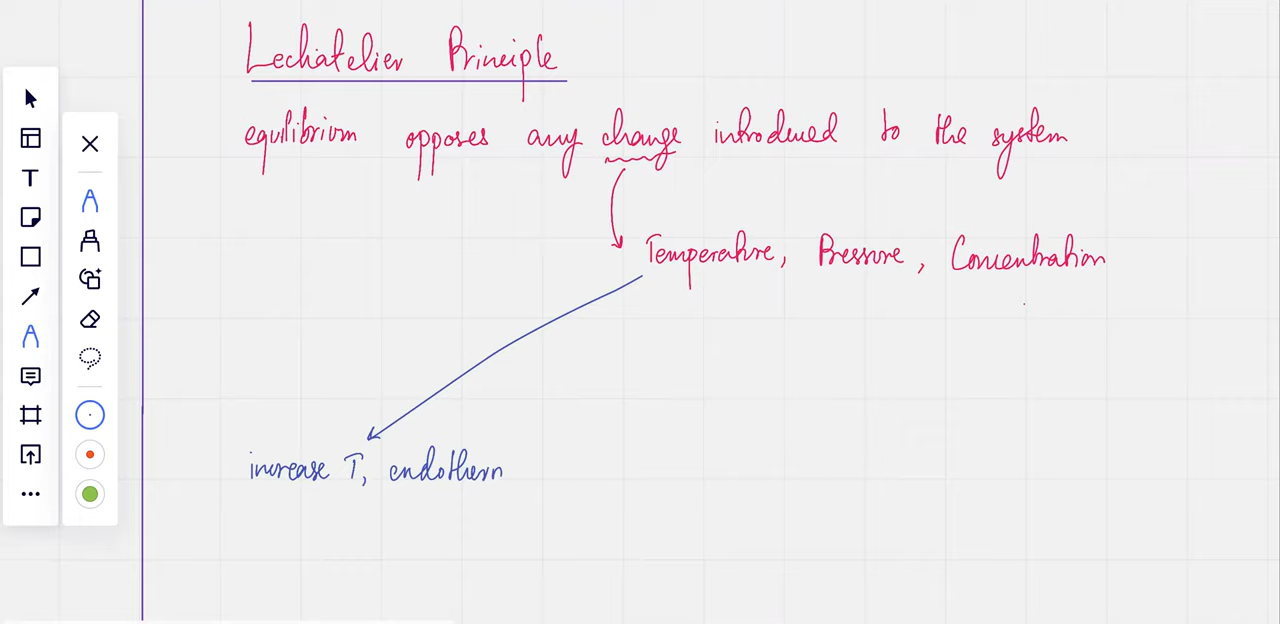 Lechatelier Principle
equilibrium opposes any change introduced to the system
Temperature, Pressure, Concentration
increase T, endotherm